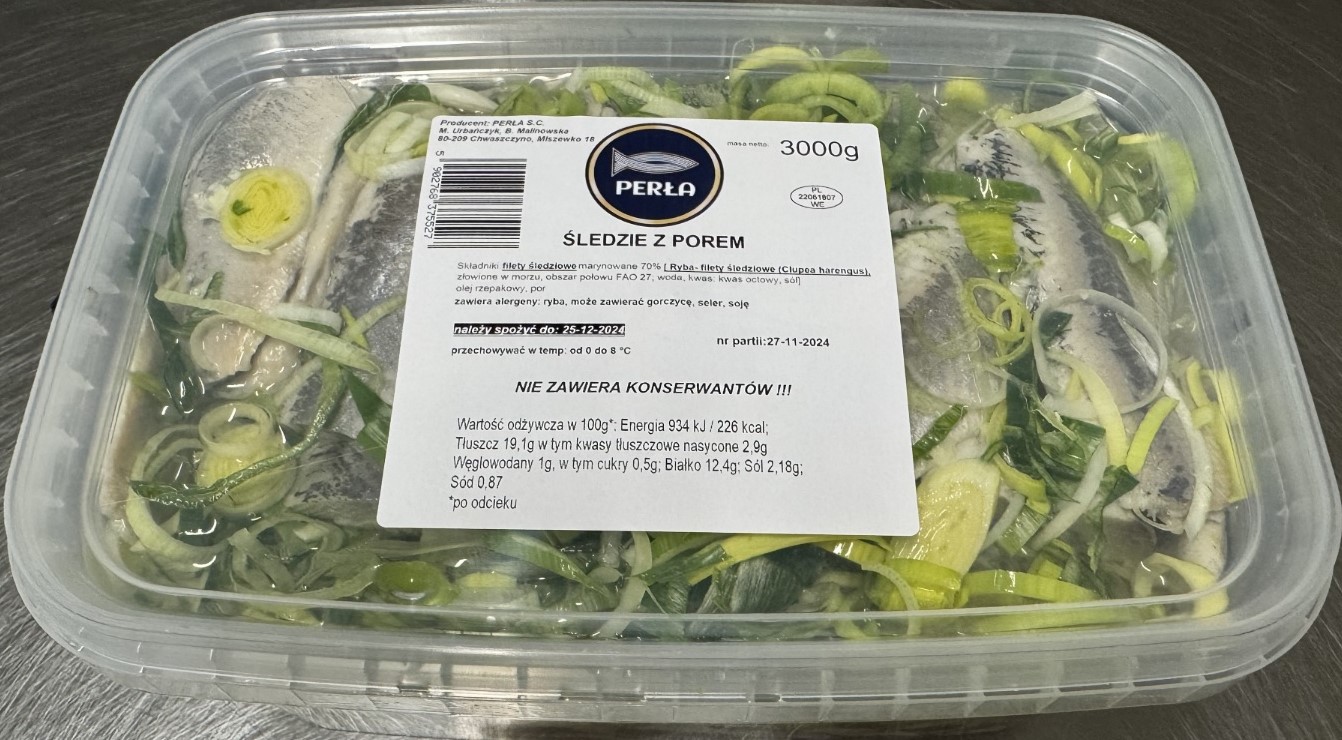 Producent: PERŁA S.C.
M. Urbańczyk, B. Malinowska
80-209 Chwaszczyno, Miszewko 18
5 902768 375527
PERŁA
masa netto: 3000g
PL
22061807
WE
ŚLEDZIE Z POREM
Składniki filety śledziowe marynowane 70% [ Ryba- filety śledziowe (Clupea harengus),
złowione w morzu, obszar połowu FAO 27, woda, kwas: kwas octowy, sól]
olej rzepakowy, por
zawiera alergeny: ryba, może zawierać gorczycę, seler, soję
należy spożyć do: 25-12-2024
nr partii:27-11-2024
przechowywać w temp: od 0 do 8 °C
NIE ZAWIERA KONSERWANTÓW !!!
Wartość odżywcza w 100g*: Energia 934 kJ / 226 kcal;
Tłuszcz 19,1g w tym kwasy tłuszczowe nasycone 2,9g
Węglowodany 1g, w tym cukry 0,5g; Białko 12,4g; Sól 2,18g;
Sód 0,87
*po odcieku